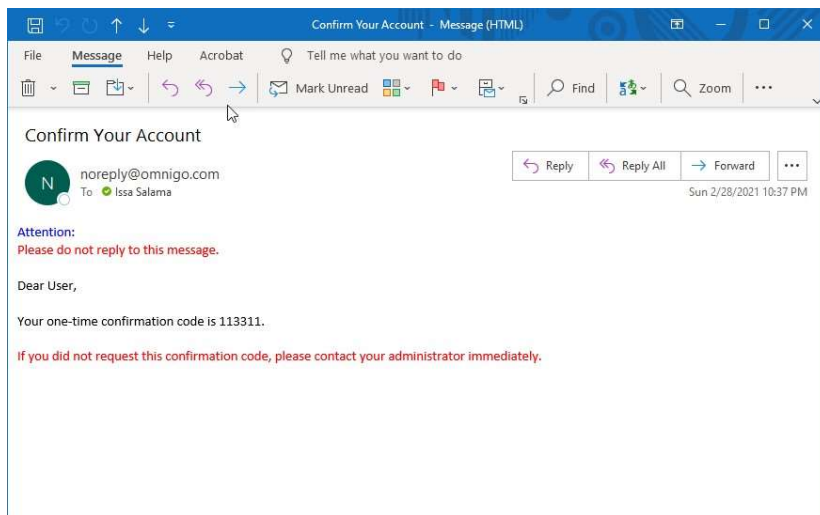 Confirm Your Account - Message (HTML)
File Message Help Acrobat Tell me what you want to do
Mark Unread Find Zoom
Confirm Your Account
N
noreply@omnigo.com
To Issa Salama
Reply Reply All Forward
Sun 2/28/2021 10:37 PM
Attention:
Please do not reply to this message.
Dear User,
Your one-time confirmation code is 113311.
If you did not request this confirmation code, please contact your administrator immediately.